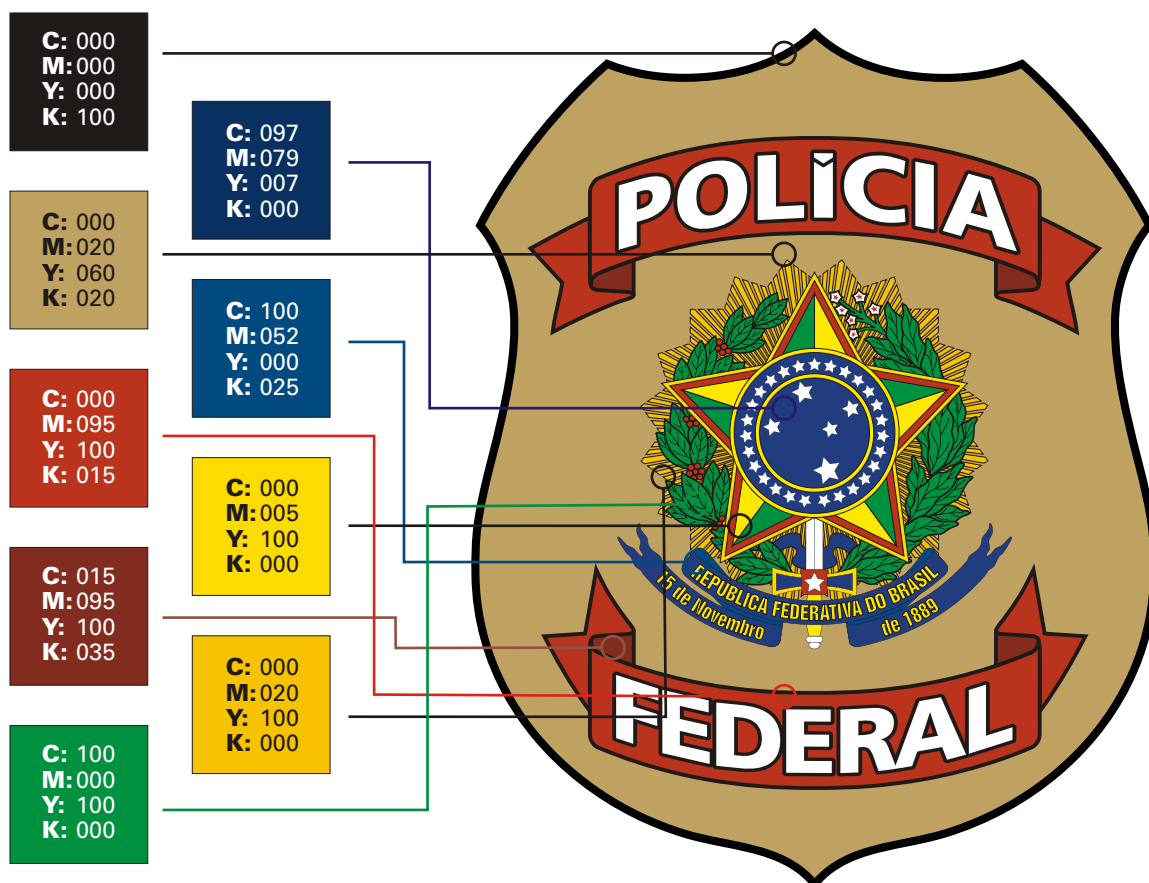 C: 000
M: 000
Y: 000
K: 100
C: 097
M: 079
Y: 007
K: 000
C: 000
M: 020
Y: 060
K: 020
C: 100
M: 052
Y: 000
K: 025
C: 000
M: 095
Y: 100
K: 015
C: 000
M: 005
Y: 100
K: 000
C: 015
M: 095
Y: 100
K: 035
C: 000
M: 020
Y: 100
K: 000
C: 100
M: 000
Y: 100
K: 000
POLÍCIA
REPUBLICA FEDERATIVA DO BRASIL
15 de Novembro
de 1889
FEDERAL